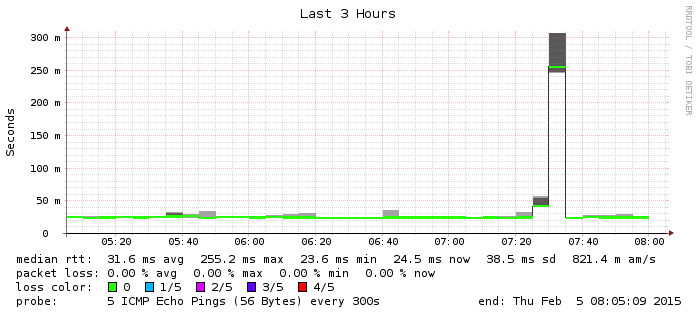 Last 3 Hours
RRDTOOL / TOBI OETIKER
Seconds
300 m
250 m
200 m
150 m
100 m
50 m
0
05:20 05:40 06:00 06:20 06:40 07:00 07:20 07:40 08:00
median rtt: 31.6 ms avg 255.2 ms max 23.6 ms min 24.5 ms now 38.5 ms sd 821.4 m am/s
packet loss: 0.00 % avg 0.00 % max 0.00 % min 0.00 % now
loss color: 0 1/5 2/5 3/5 4/5
probe: 5 ICMP Echo Pings (56 Bytes) every 300s end: Thu Feb 5 08:05:09 2015